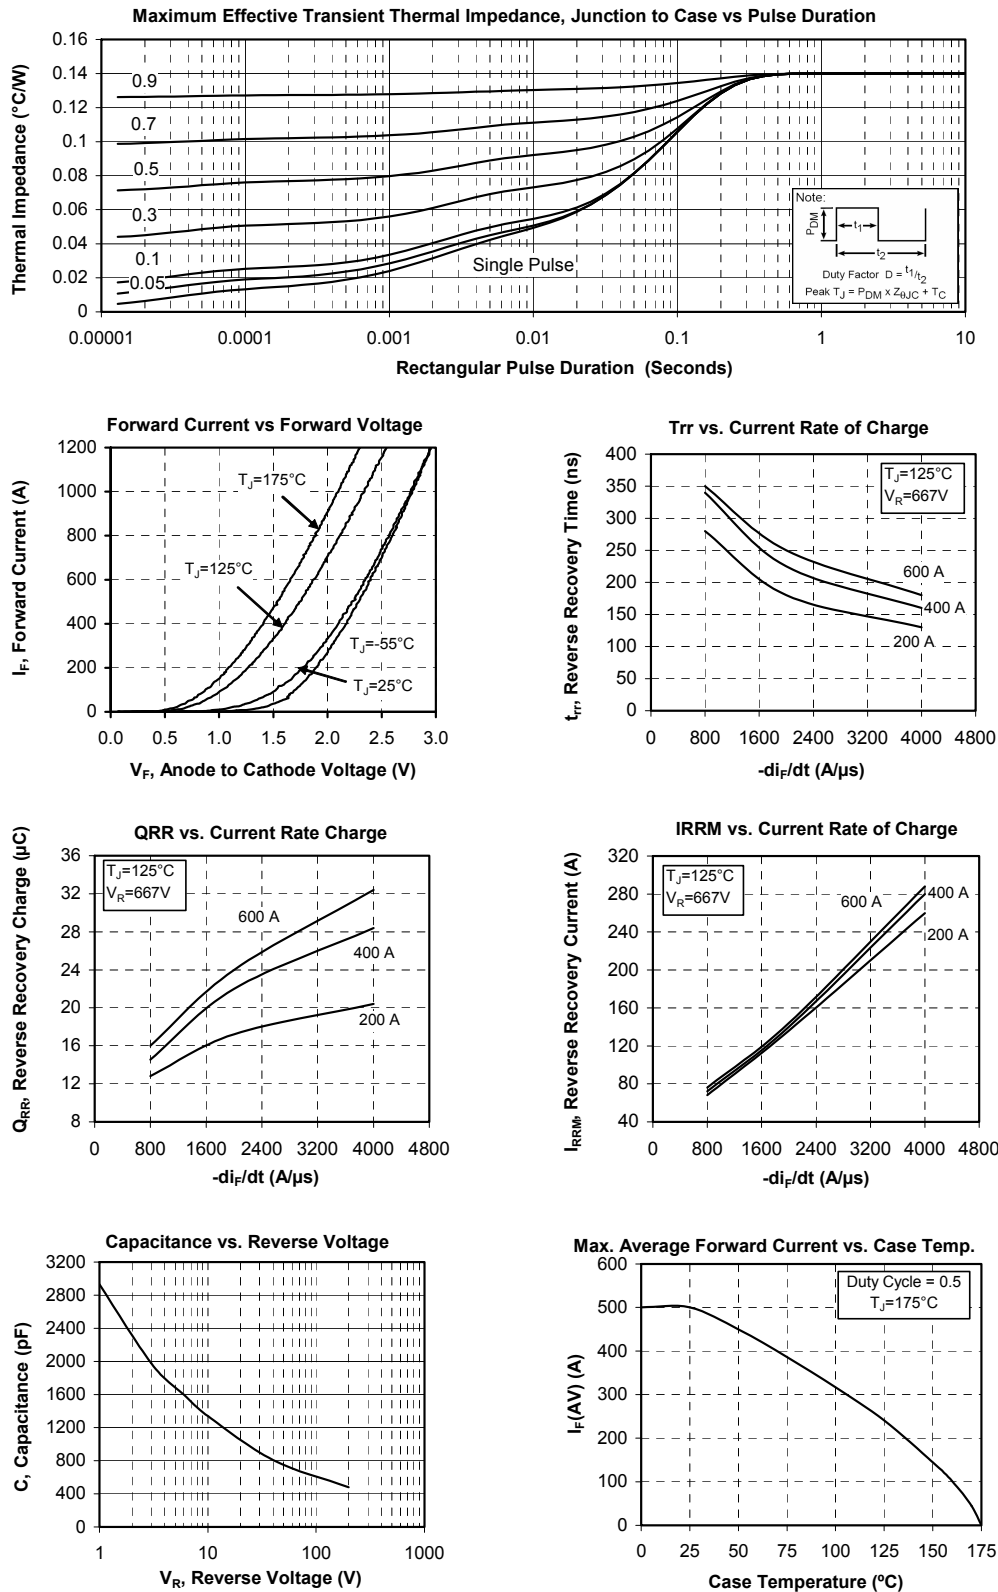 Maximum Effective Transient Thermal Impedance, Junction to Case vs Pulse Duration
Thermal Impedance (°C/W)
0.16
0.14
0.12
0.1
0.08
0.06
0.04
0.02
0
0.9
0.7
0.5
0.3
0.1
0.05
Single Pulse
Note:
PDM
t1
t2
Duty Factor D = t1/t2
Peak TJ = PDM x ZθJC + TC
0.00001 0.0001 0.001 0.01 0.1 1 10
Rectangular Pulse Duration (Seconds)
Forward Current vs Forward Voltage
IF, Forward Current (A)
1200
1000
800
600
400
200
0
TJ=175°C
TJ=125°C
TJ=-55°C
TJ=25°C
0.0 0.5 1.0 1.5 2.0 2.5 3.0
VF, Anode to Cathode Voltage (V)
Trr vs. Current Rate of Charge
trr, Reverse Recovery Time (ns)
400
350
300
250
200
150
100
50
0
TJ=125°C
VR=667V
600 A
400 A
200 A
0 800 1600 2400 3200 4000 4800
-diF/dt (A/µs)
QRR vs. Current Rate Charge
QRR, Reverse Recovery Charge (µC)
36
32
28
24
20
16
12
8
TJ=125°C
VR=667V
600 A
400 A
200 A
0 800 1600 2400 3200 4000 4800
-diF/dt (A/µs)
IRRM vs. Current Rate of Charge
IRRM, Reverse Recovery Current (A)
320
280
240
200
160
120
80
40
TJ=125°C
VR=667V
600 A
400 A
200 A
0 800 1600 2400 3200 4000 4800
-diF/dt (A/µs)
Capacitance vs. Reverse Voltage
C, Capacitance (pF)
3200
2800
2400
2000
1600
1200
800
400
0
1 10 100 1000
VR, Reverse Voltage (V)
Max. Average Forward Current vs. Case Temp.
IF(AV) (A)
600
500
400
300
200
100
0
Duty Cycle = 0.5
TJ=175°C
0 25 50 75 100 125 150 175
Case Temperature (ºC)